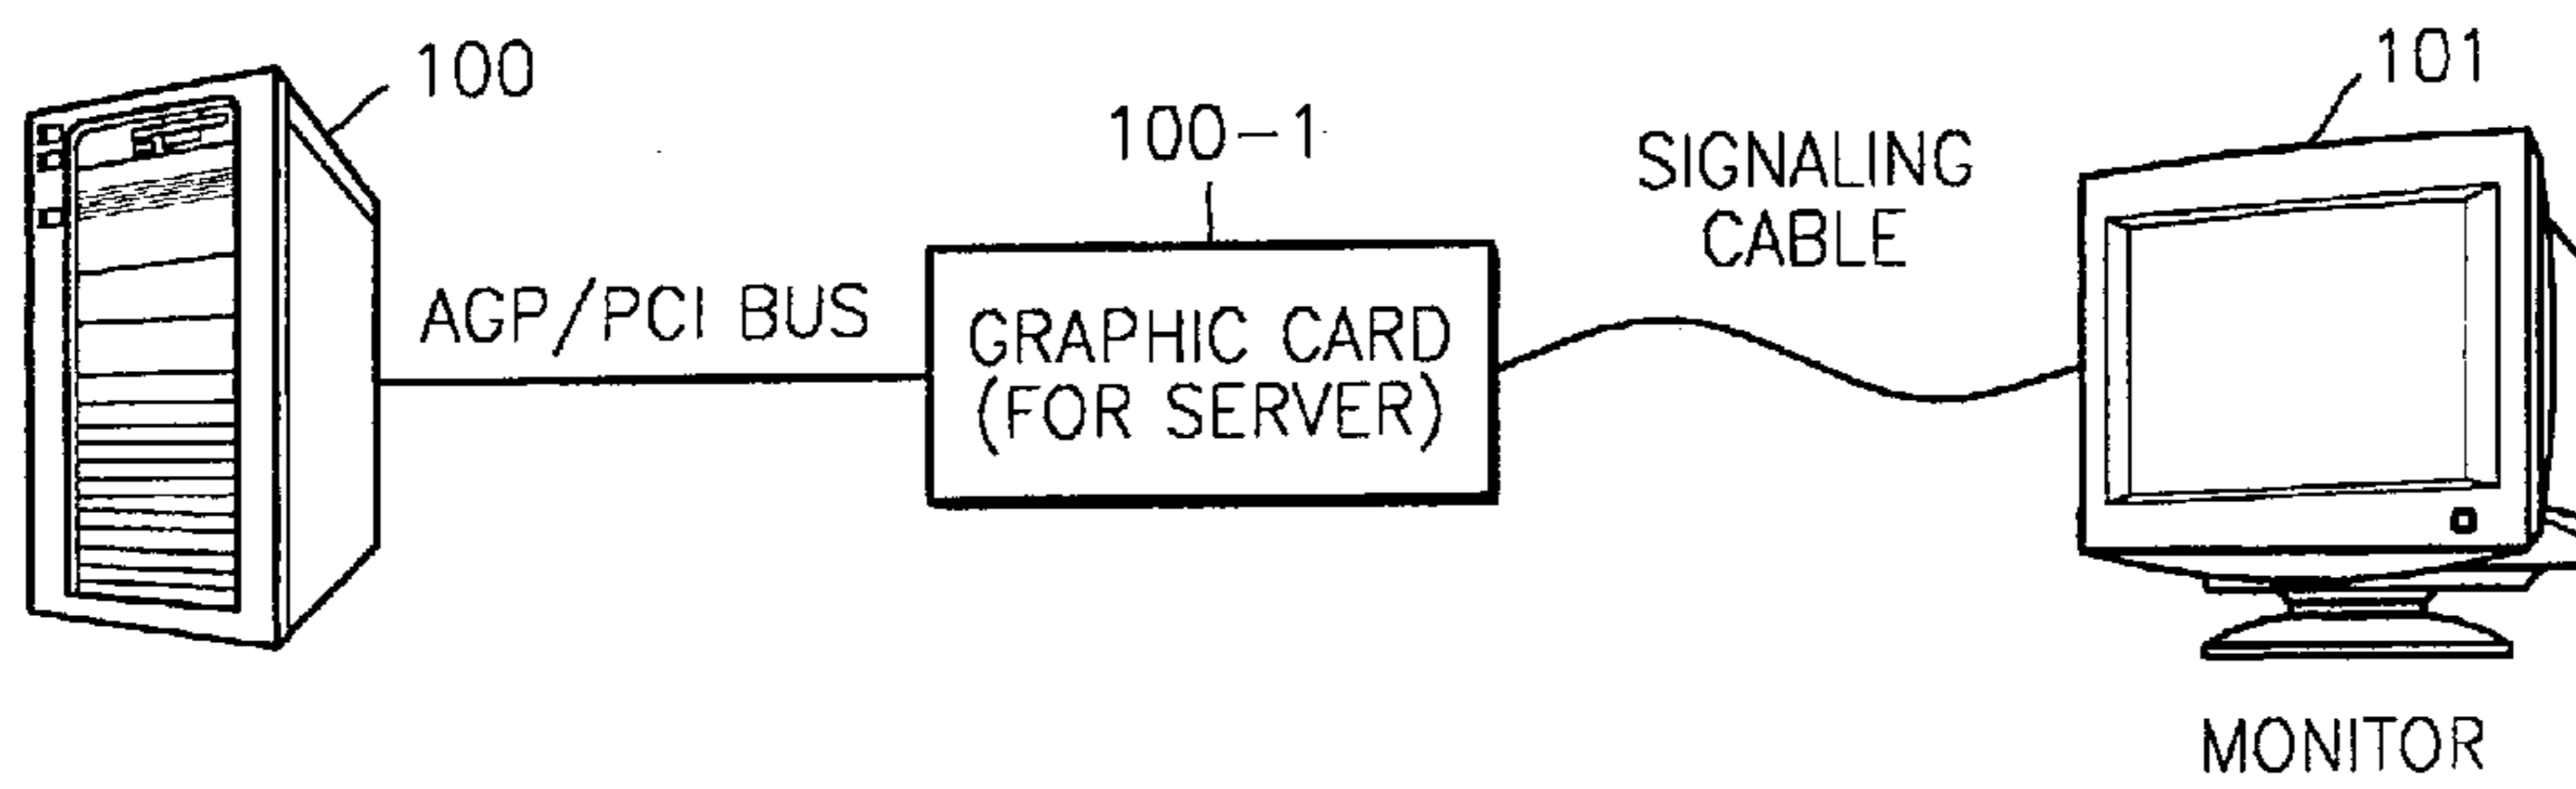 100
100-1
101
SIGNALING
CABLE
AGP/PCI BUS
GRAPHIC CARD
(FOR SERVER)
MONITOR